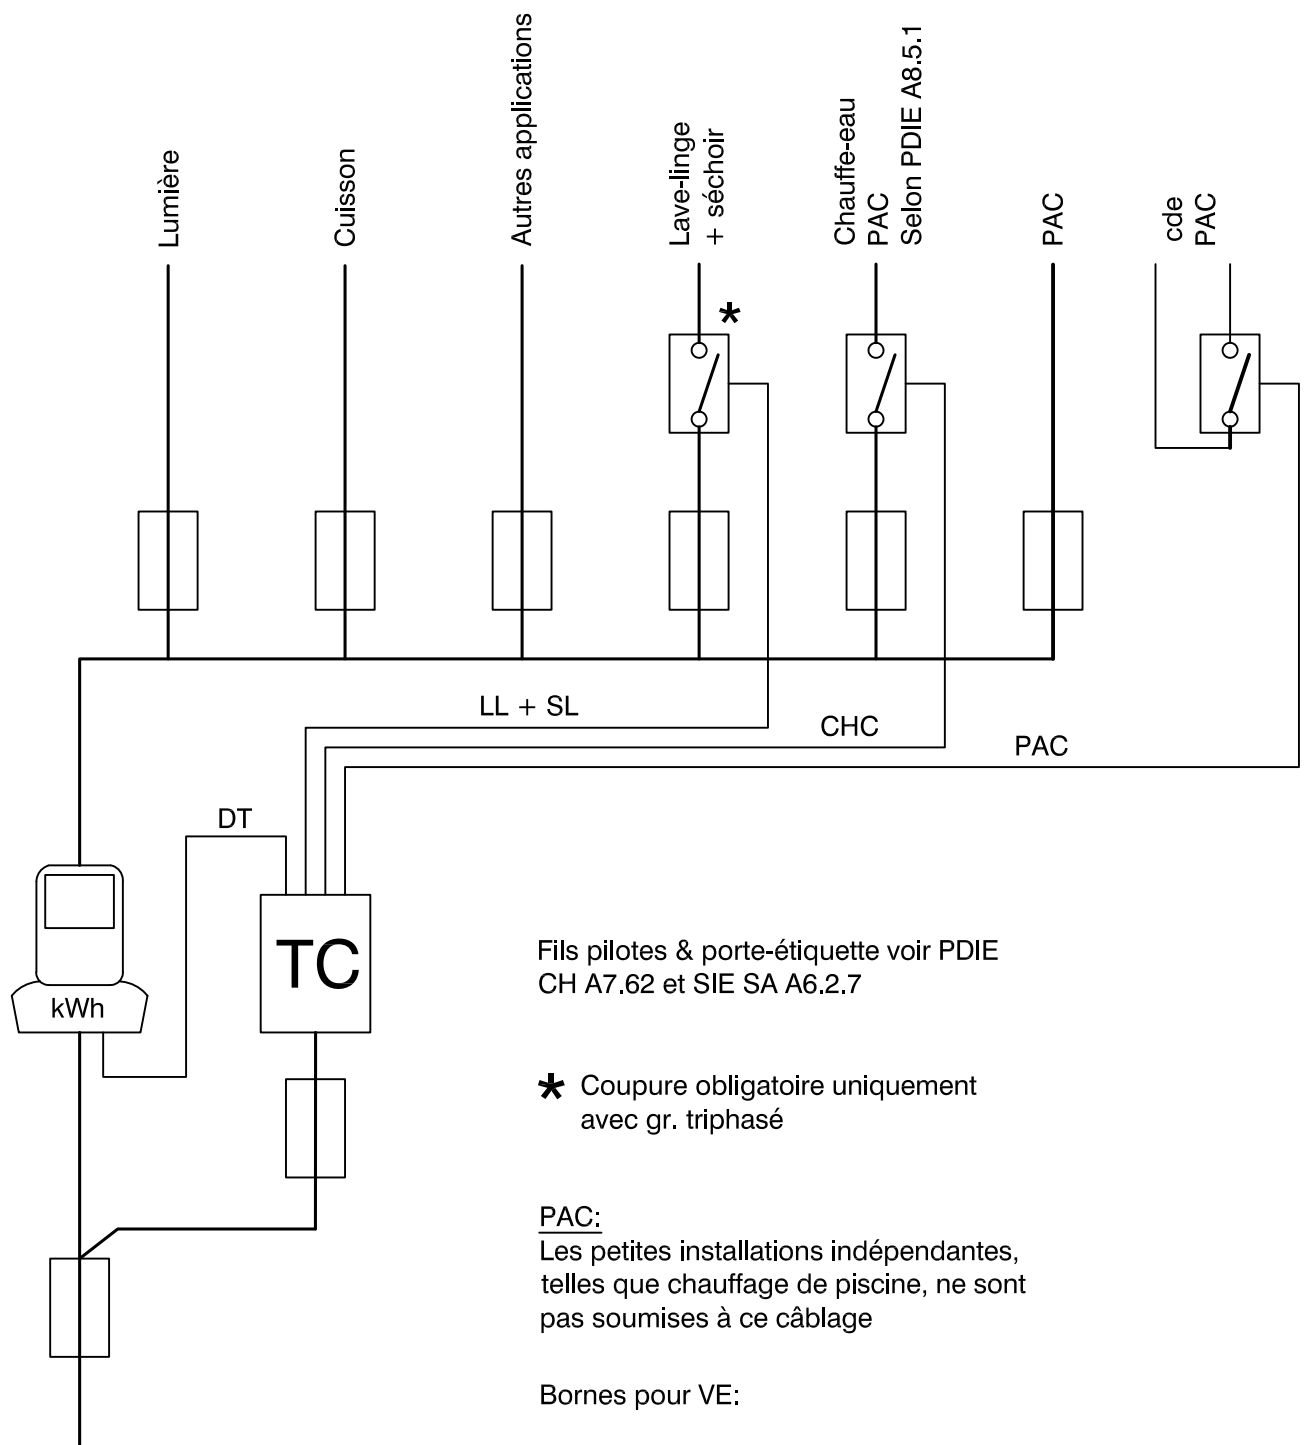 Lumière
Cuisson
Autres applications
Lave-linge
+ séchoir
Chauffe-eau
PAC
Selon PDIE A8.5.1
PAC
cde
PAC
*
LL + SL
CHC
PAC
DT
TC
kWh
Fils pilotes & porte-étiquette voir PDIE
CH A7.62 et SIE SA A6.2.7
* Coupure obligatoire uniquement
avec gr. triphasé
PAC:
Les petites installations indépendantes,
telles que chauffage de piscine, ne sont
pas soumises à ce câblage
Bornes pour VE: